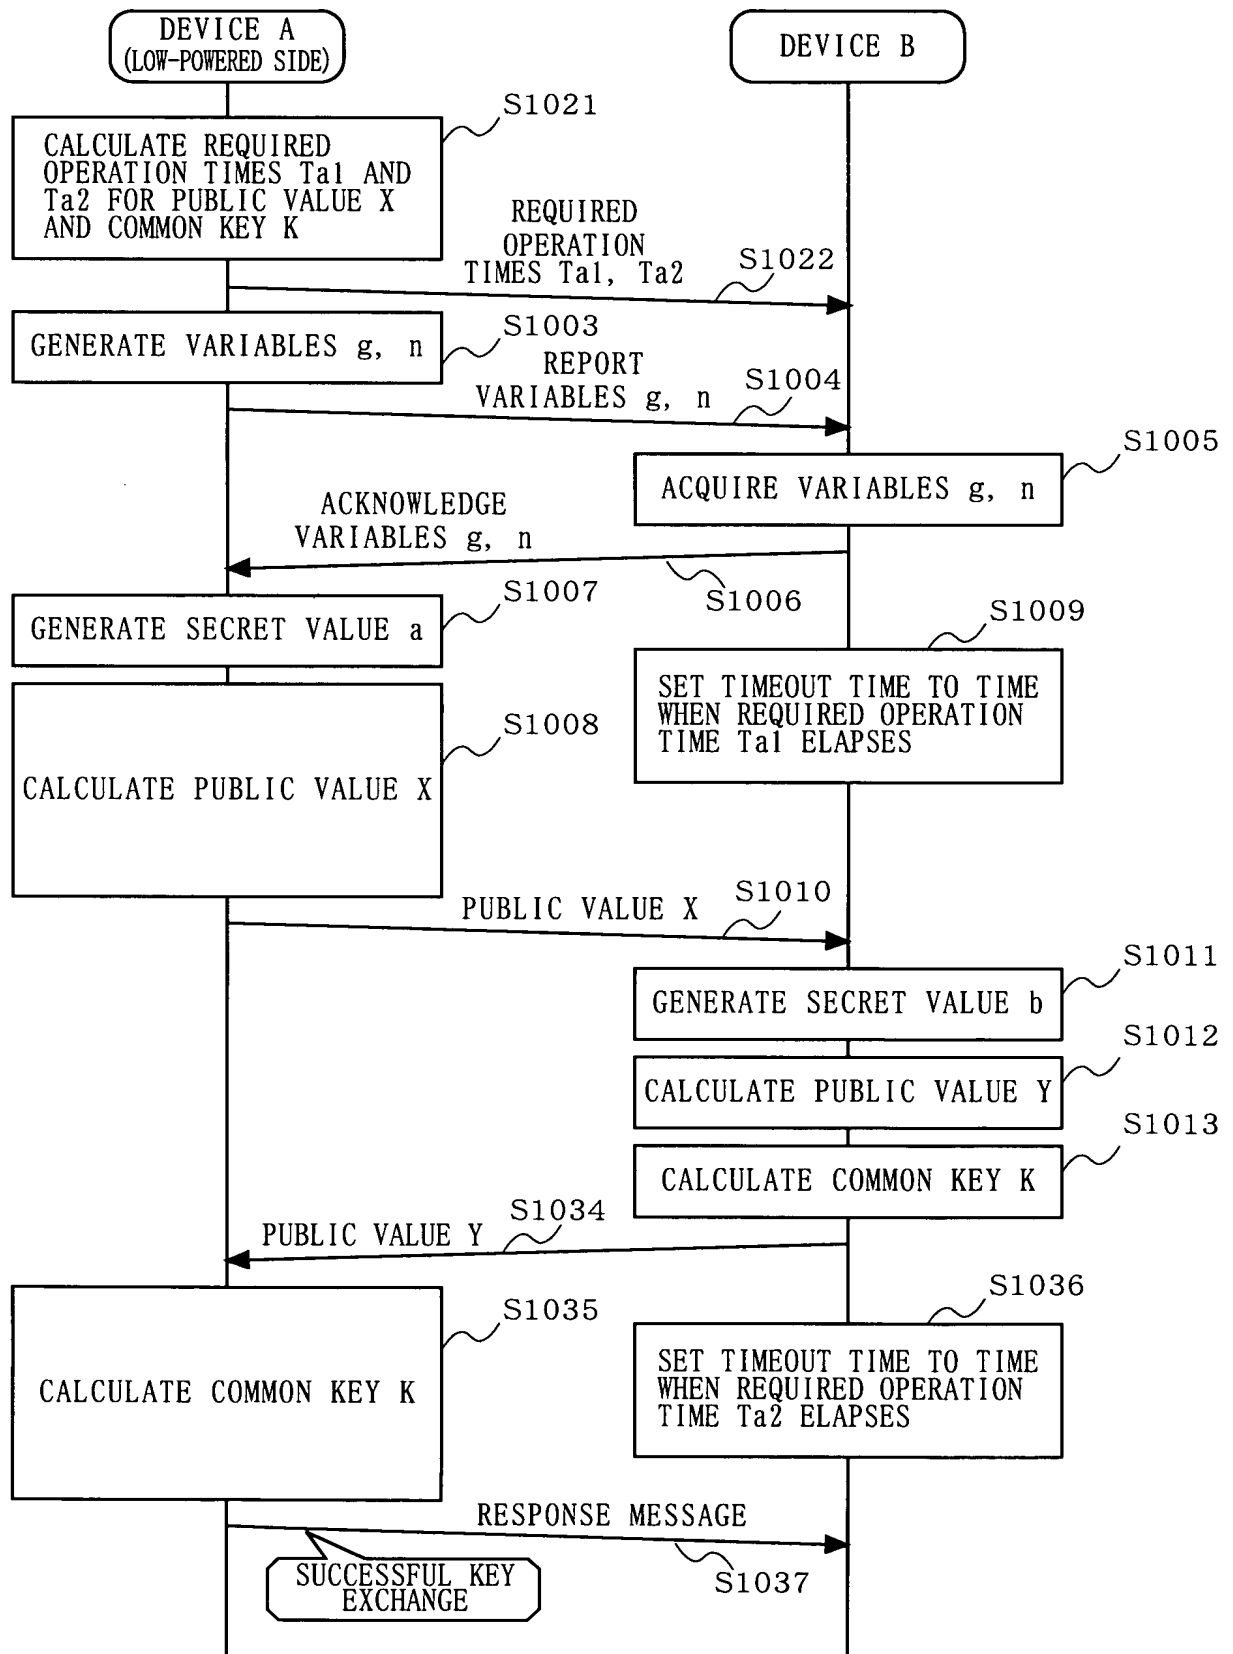 DEVICE A
(LOW-POWERED SIDE)
DEVICE B
S1021
CALCULATE REQUIRED
OPERATION TIMES Ta1 AND
Ta2 FOR PUBLIC VALUE X
AND COMMON KEY K
REQUIRED
OPERATION
TIMES Ta1, Ta2
S1022
S1003
GENERATE VARIABLES g, n
REPORT
VARIABLES g, n
S1004
S1005
ACQUIRE VARIABLES g, n
ACKNOWLEDGE
VARIABLES g, n
S1006
S1007
GENERATE SECRET VALUE a
S1009
SET TIMEOUT TIME TO TIME
WHEN REQUIRED OPERATION
TIME Ta1 ELAPSES
S1008
CALCULATE PUBLIC VALUE X
PUBLIC VALUE X
S1010
S1011
GENERATE SECRET VALUE b
S1012
CALCULATE PUBLIC VALUE Y
S1013
CALCULATE COMMON KEY K
PUBLIC VALUE Y
S1034
S1035
CALCULATE COMMON KEY K
S1036
SET TIMEOUT TIME TO TIME
WHEN REQUIRED OPERATION
TIME Ta2 ELAPSES
RESPONSE MESSAGE
S1037
SUCCESSFUL KEY
EXCHANGE